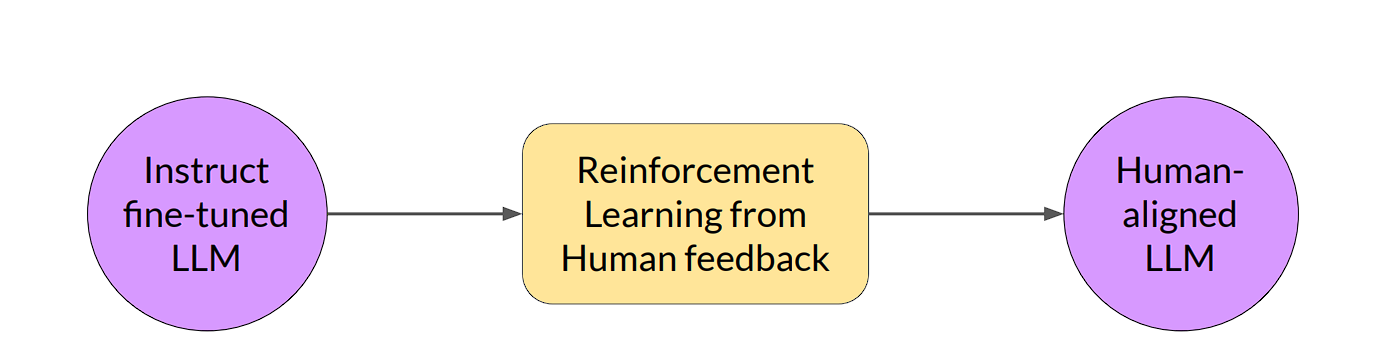 Instruct
fine-tuned
LLM
Reinforcement
Learning from
Human feedback
Human-
aligned
LLM